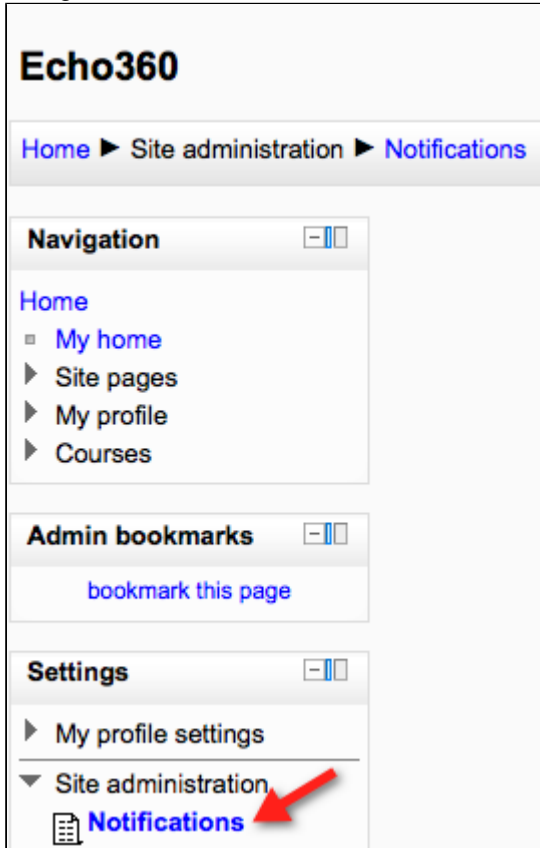 Echo360
Home ► Site administration ► Notifications
Navigation
Home
My home
Site pages
My profile
Courses
Admin bookmarks
bookmark this page
Settings
My profile settings
Site administration
Notifications